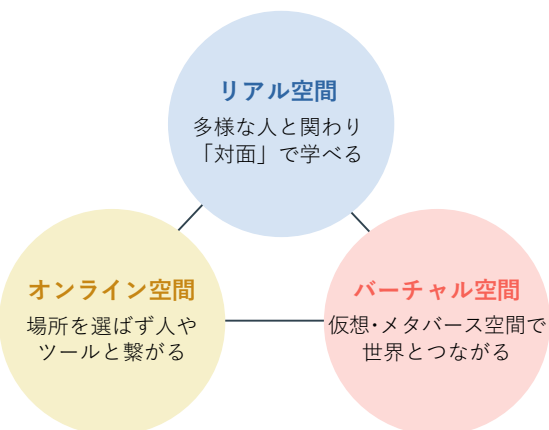 リアル空間
多様な人と関わり
「対面」で学べる
オンライン空間
場所を選ばず人や
ツールと繋がる
バーチャル空間
仮想・メタバース空間で
世界とつながる